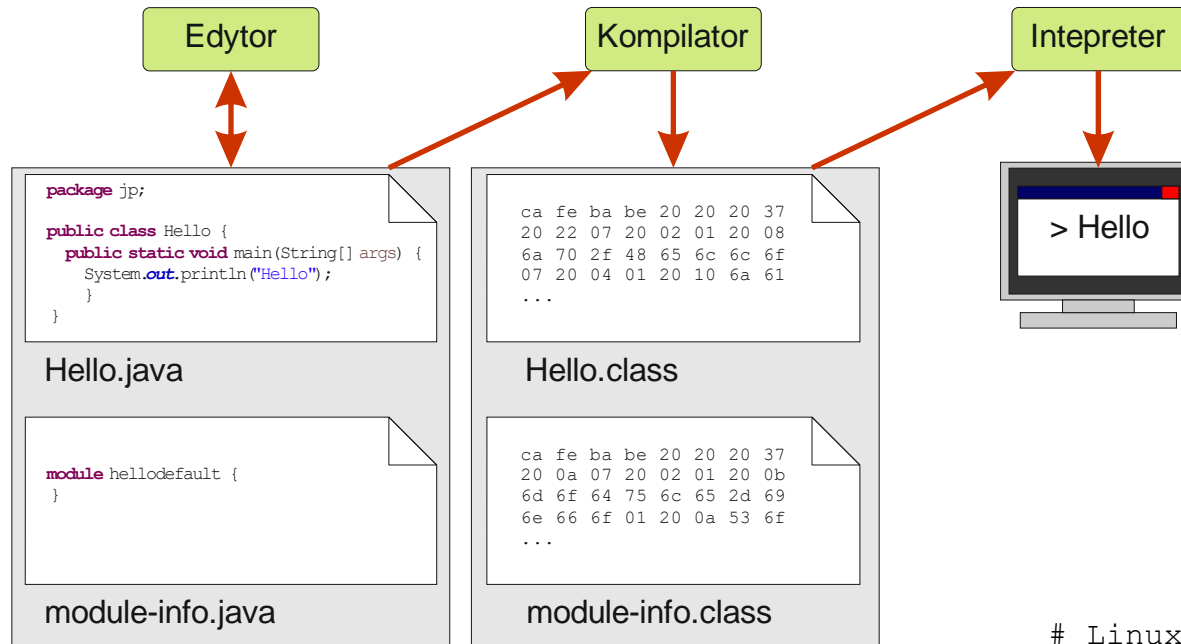 Edytor
Kompilator
Intepreter
package jp;
public class Hello {
public static void main(String[] args) {
System.out.println("Hello");
}
}
Hello.java
module hellodefault {
}
module-info.java
ca fe ba be 20 20 20 37
20 22 07 20 02 01 20 08
6a 70 2f 48 65 6c 6c 6f
07 20 04 01 20 10 6a 61
...
Hello.class
ca fe ba be 20 20 20 37
20 0a 07 20 02 01 20 0b
6d 6f 64 75 6c 65 2d 69
6e 66 6f 01 20 0a 53 6f
...
module-info.class
> Hello
# Linux